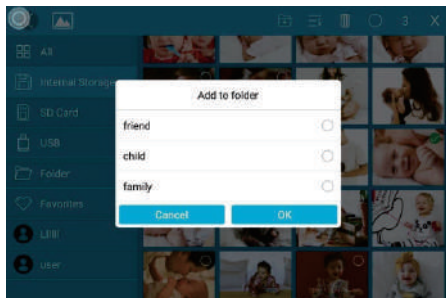 3 X
All
Internal Storage
SD Card
USB
Folder
Favorites
user
Add to folder
friend
child
family
Cancel OK